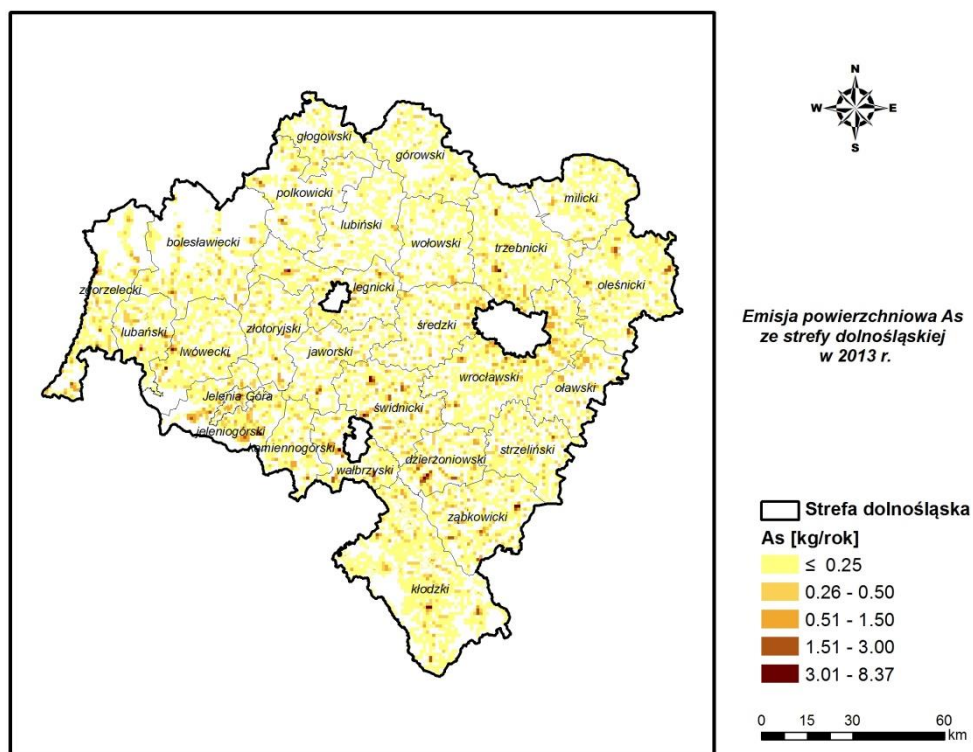 N
W E
S
głogowski
górowski
polkowicki
milicki
lubiński
bolesławiecki
wołowski
trzebnicki
zgorzelecki
legnicki
oleśnicki
lubański
złotoryjski
średzki
lwówecki
jaworski
wrocławski
oławski
Jelenia Góra
świdnicki
jeleniogórski
kamiennogórski
strzeliński
dzierżoniowski
wałbrzyski
ząbkowicki
kłodzki
Emisja powierzchniowa As
ze strefy dolnośląskiej
w 2013 r.
Strefa dolnośląska
As [kg/rok]
≤ 0.25
0.26 - 0.50
0.51 - 1.50
1.51 - 3.00
3.01 - 8.37
0 15 30 60
km